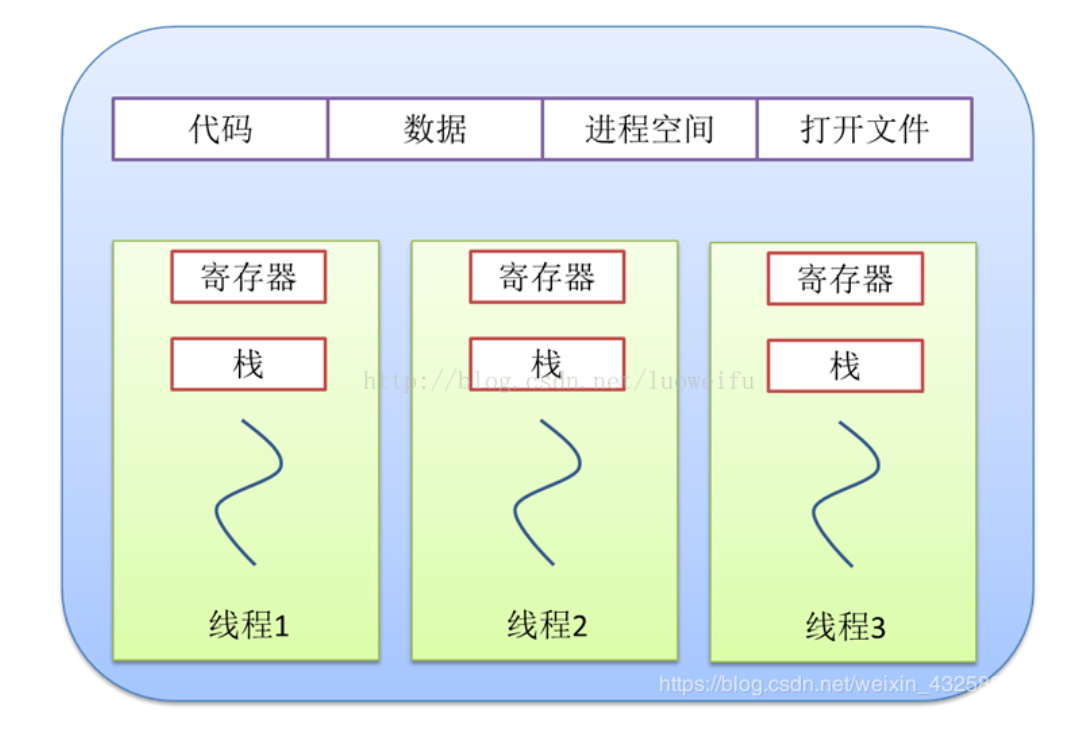 代码 数据 进程空间 打开文件
寄存器 寄存器 寄存器
栈 栈 栈
http://blog.csdn.net/luoweifu
线程1 线程2 线程3
https://blog.csdn.net/weixin_43258